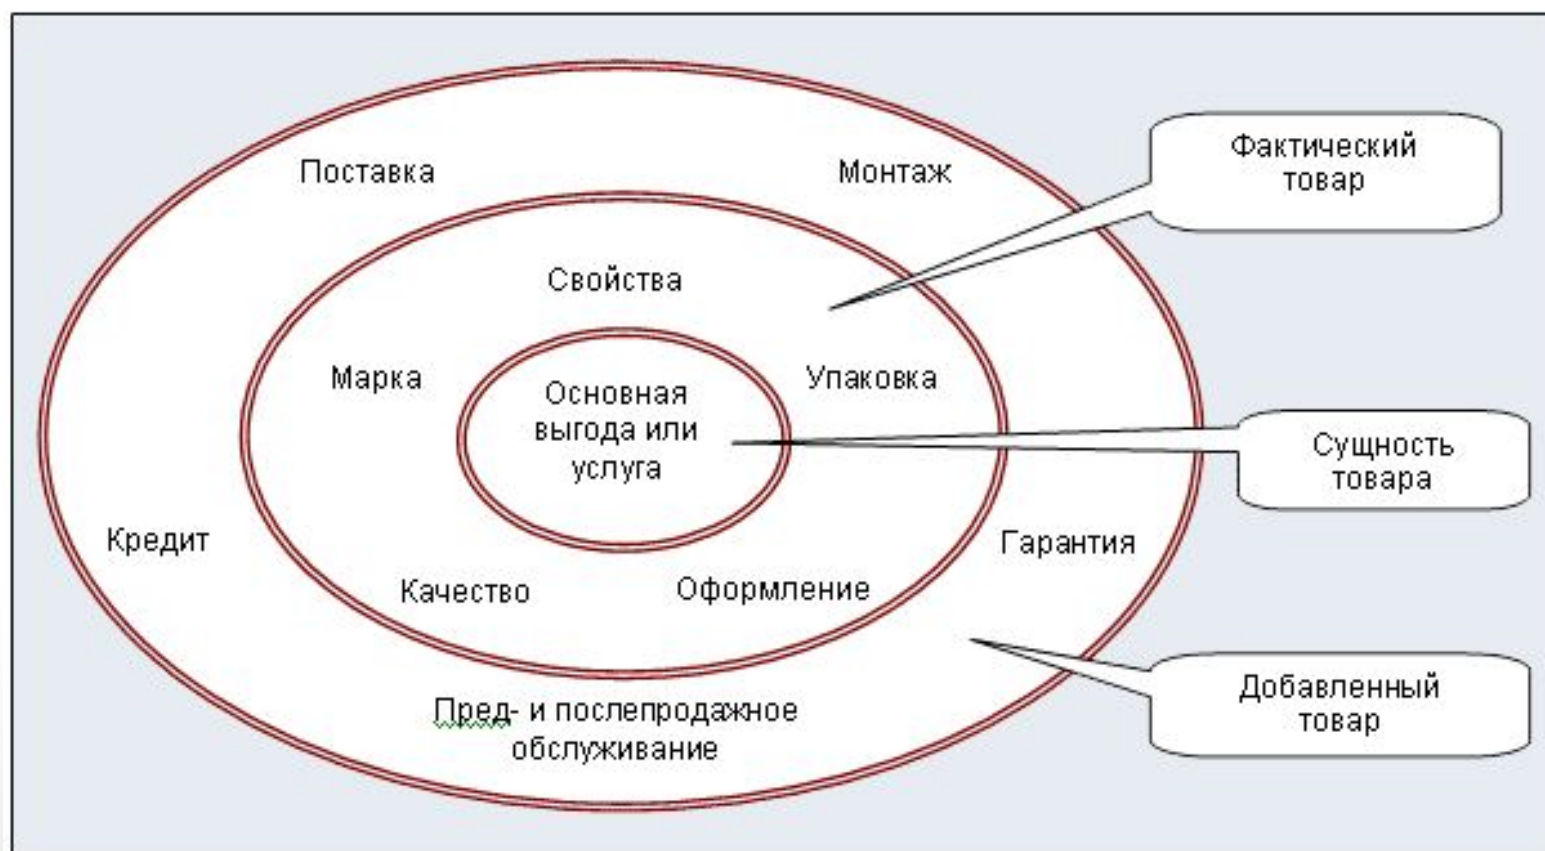 Поставка
Монтаж
Фактический
товар
Свойства
Марка
Упаковка
Основная
выгода или
услуга
Сущность
товара
Кредит
Гарантия
Качество
Оформление
Добавленный
товар
Пред- и послепродажное
обслуживание